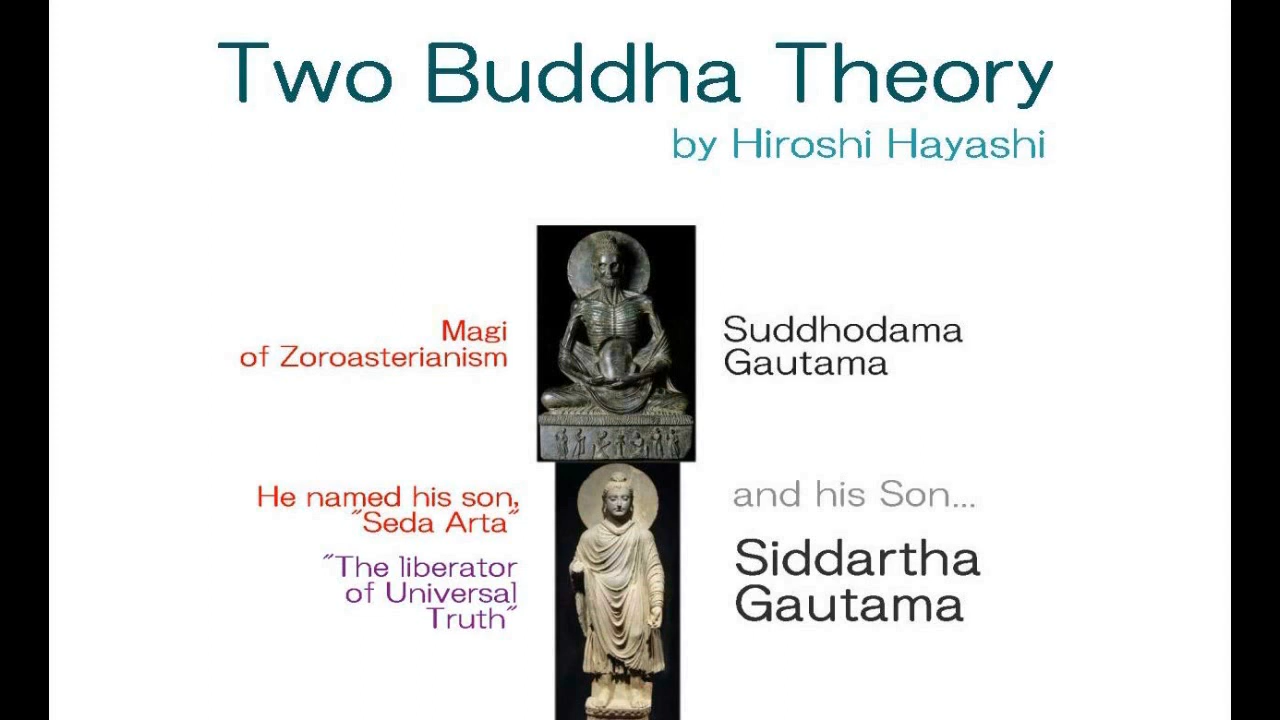 Two Buddha Theory
by Hiroshi Hayashi
Magi
of Zoroasterianism
Suddhodama
Gautama
He named his son,
"Seda Arta"
"The liberator
of Universal
Truth"
and his Son...
Siddartha
Gautama